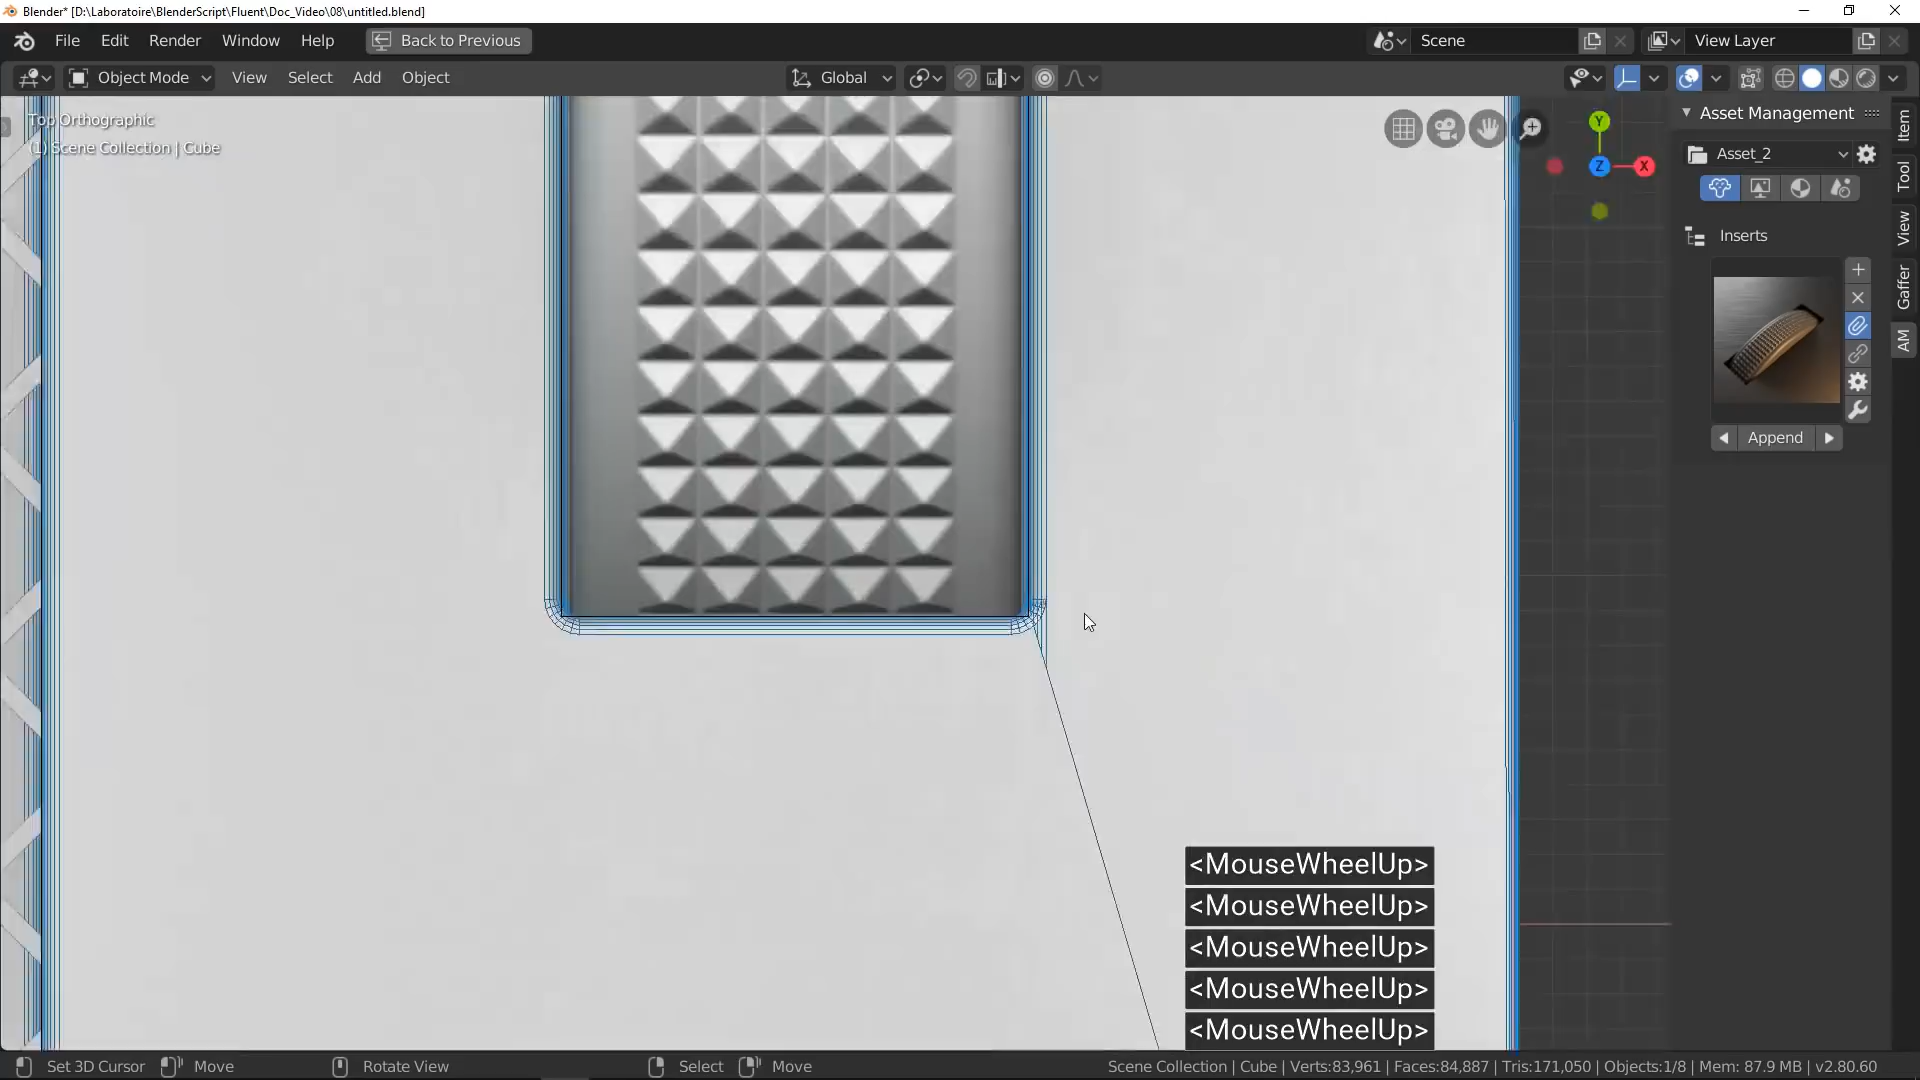 Blender* [D:\Laboratoire\BlenderScript\Fluent\Doc_Video\08\untitled.blend]
File Edit Render Window Help Back to Previous Scene View Layer
Object Mode View Select Add Object Global
Top Orthographic
(1) Scene Collection | Cube
Y
Z
X
Asset Management
Asset_2
Inserts
Append
Item
Tool
View
Gaffer
AM
<MouseWheelUp>
<MouseWheelUp>
<MouseWheelUp>
<MouseWheelUp>
<MouseWheelUp>
Set 3D Cursor Move Rotate View Select Move Scene Collection | Cube | Verts:83,961 | Faces:84,887 | Tris:171,050 | Objects:1/8 | Mem: 87.9 MB | v2.80.60